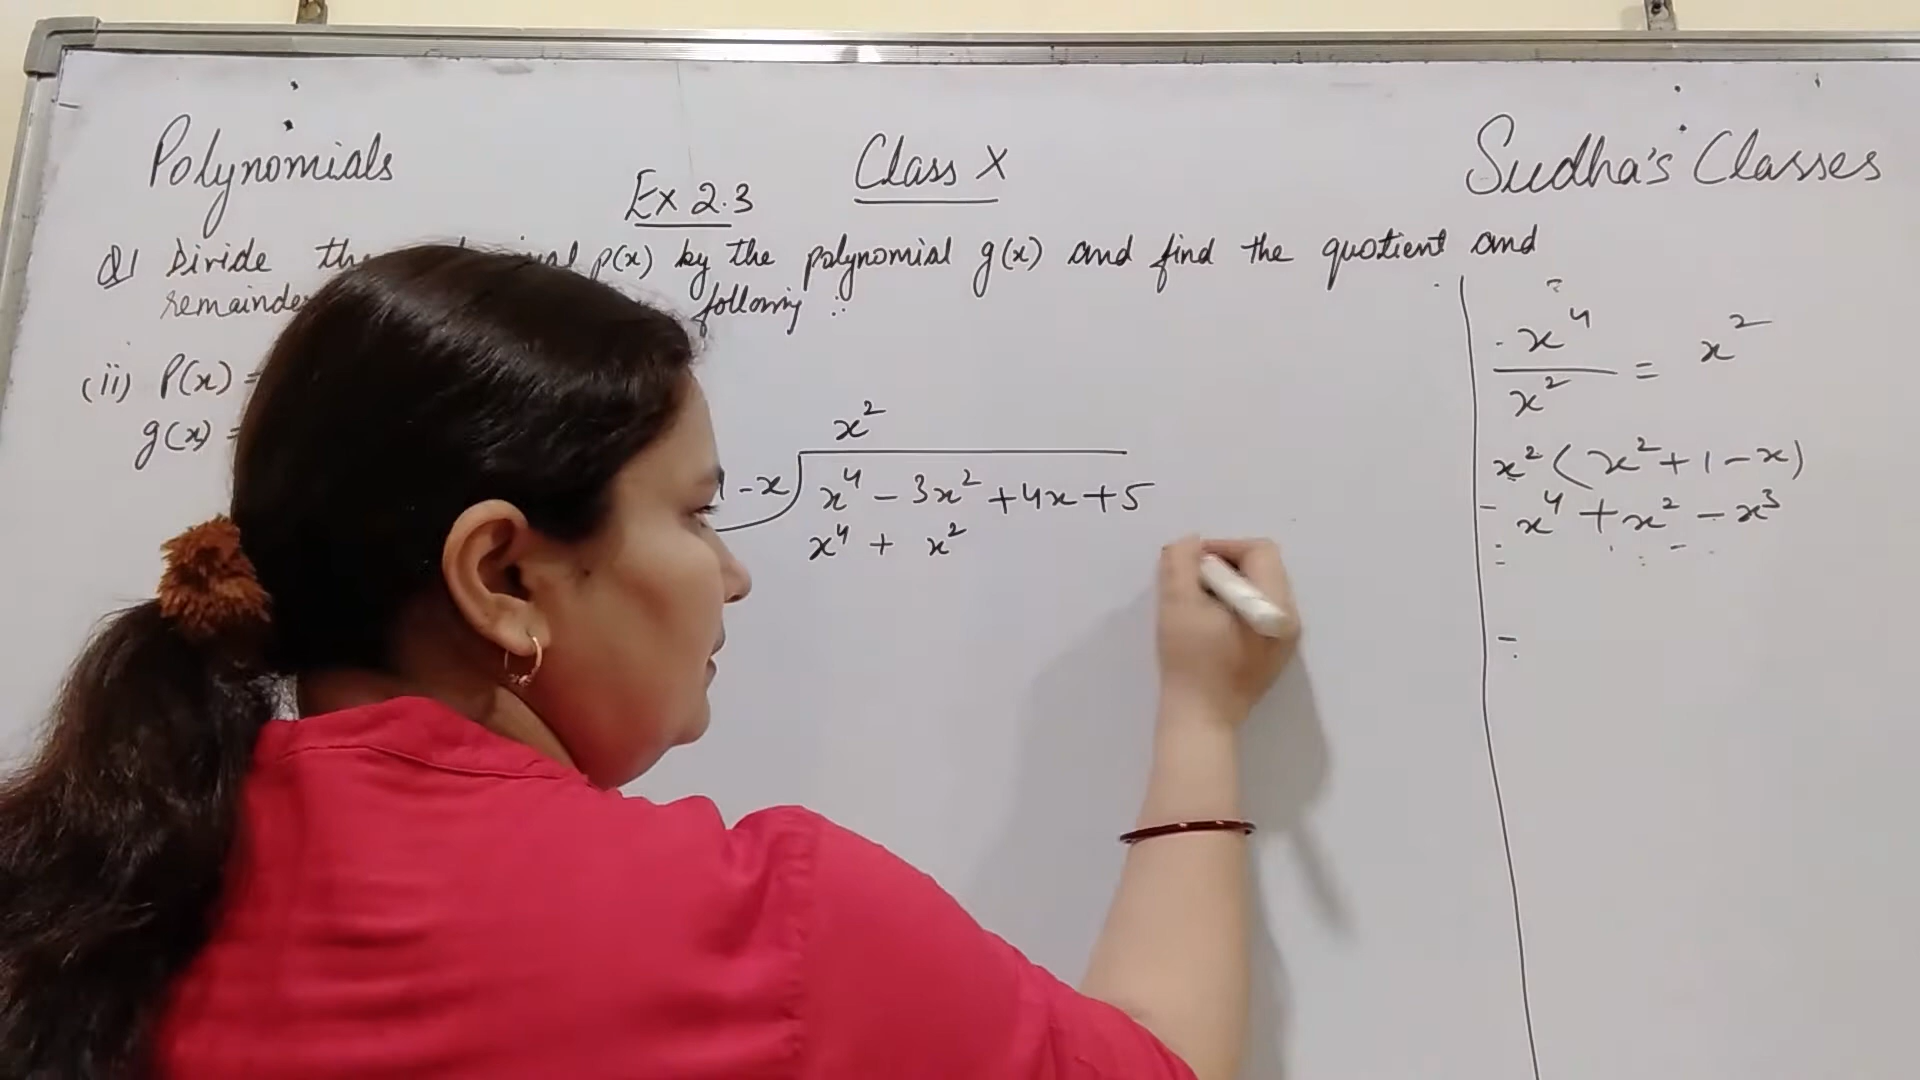 Polynomials
Class X
Sudha's Classes
Ex 2.3
Q1 Divide the p(x) by the polynomial g(x) and find the quotient and
following :
(ii) P(x) =
g(x) =
x²
-x) x⁴ - 3x² + 4x + 5
x⁴ + x²
x⁴/x² = x²
x² (x² + 1 - x)
x⁴ + x² - x³